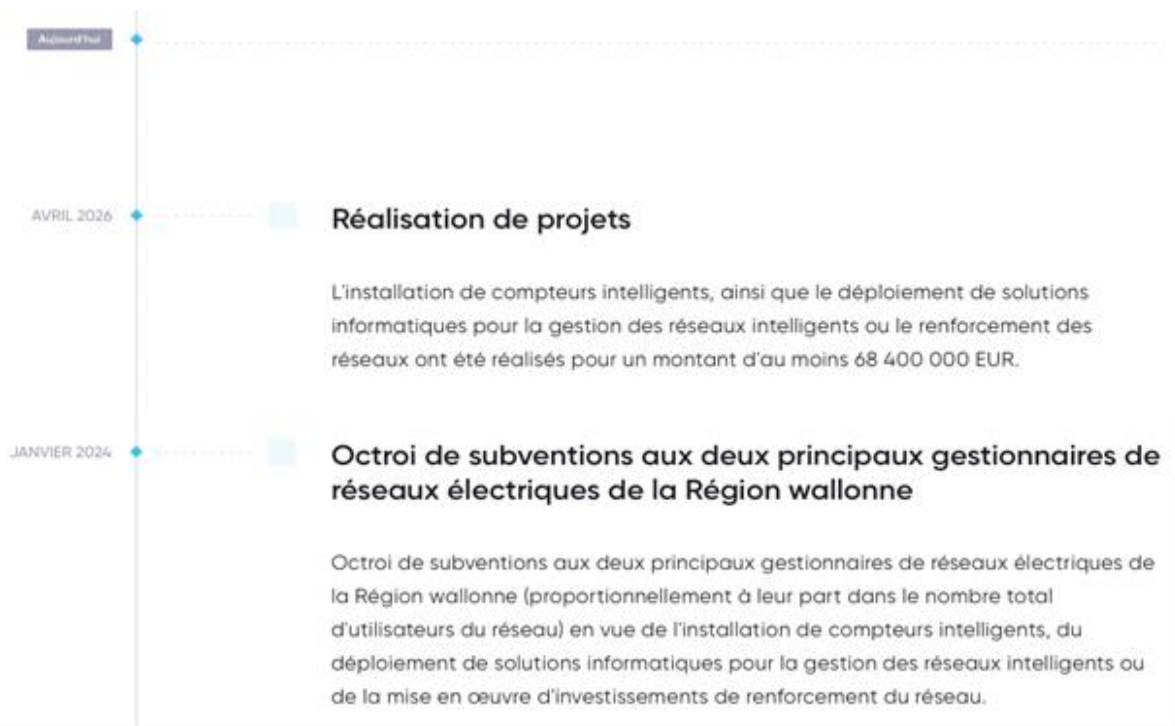 Aujourd'hui
AVRIL 2026
Réalisation de projets
L'installation de compteurs intelligents, ainsi que le déploiement de solutions
informatiques pour la gestion des réseaux intelligents ou le renforcement des
réseaux ont été réalisés pour un montant d'au moins 68 400 000 EUR.
JANVIER 2024
Octroi de subventions aux deux principaux gestionnaires de
réseaux électriques de la Région wallonne
Octroi de subventions aux deux principaux gestionnaires de réseaux électriques de
la Région wallonne (proportionnellement à leur part dans le nombre total
d'utilisateurs du réseau) en vue de l'installation de compteurs intelligents, du
déploiement de solutions informatiques pour la gestion des réseaux intelligents ou
de la mise en œuvre d'investissements de renforcement du réseau.